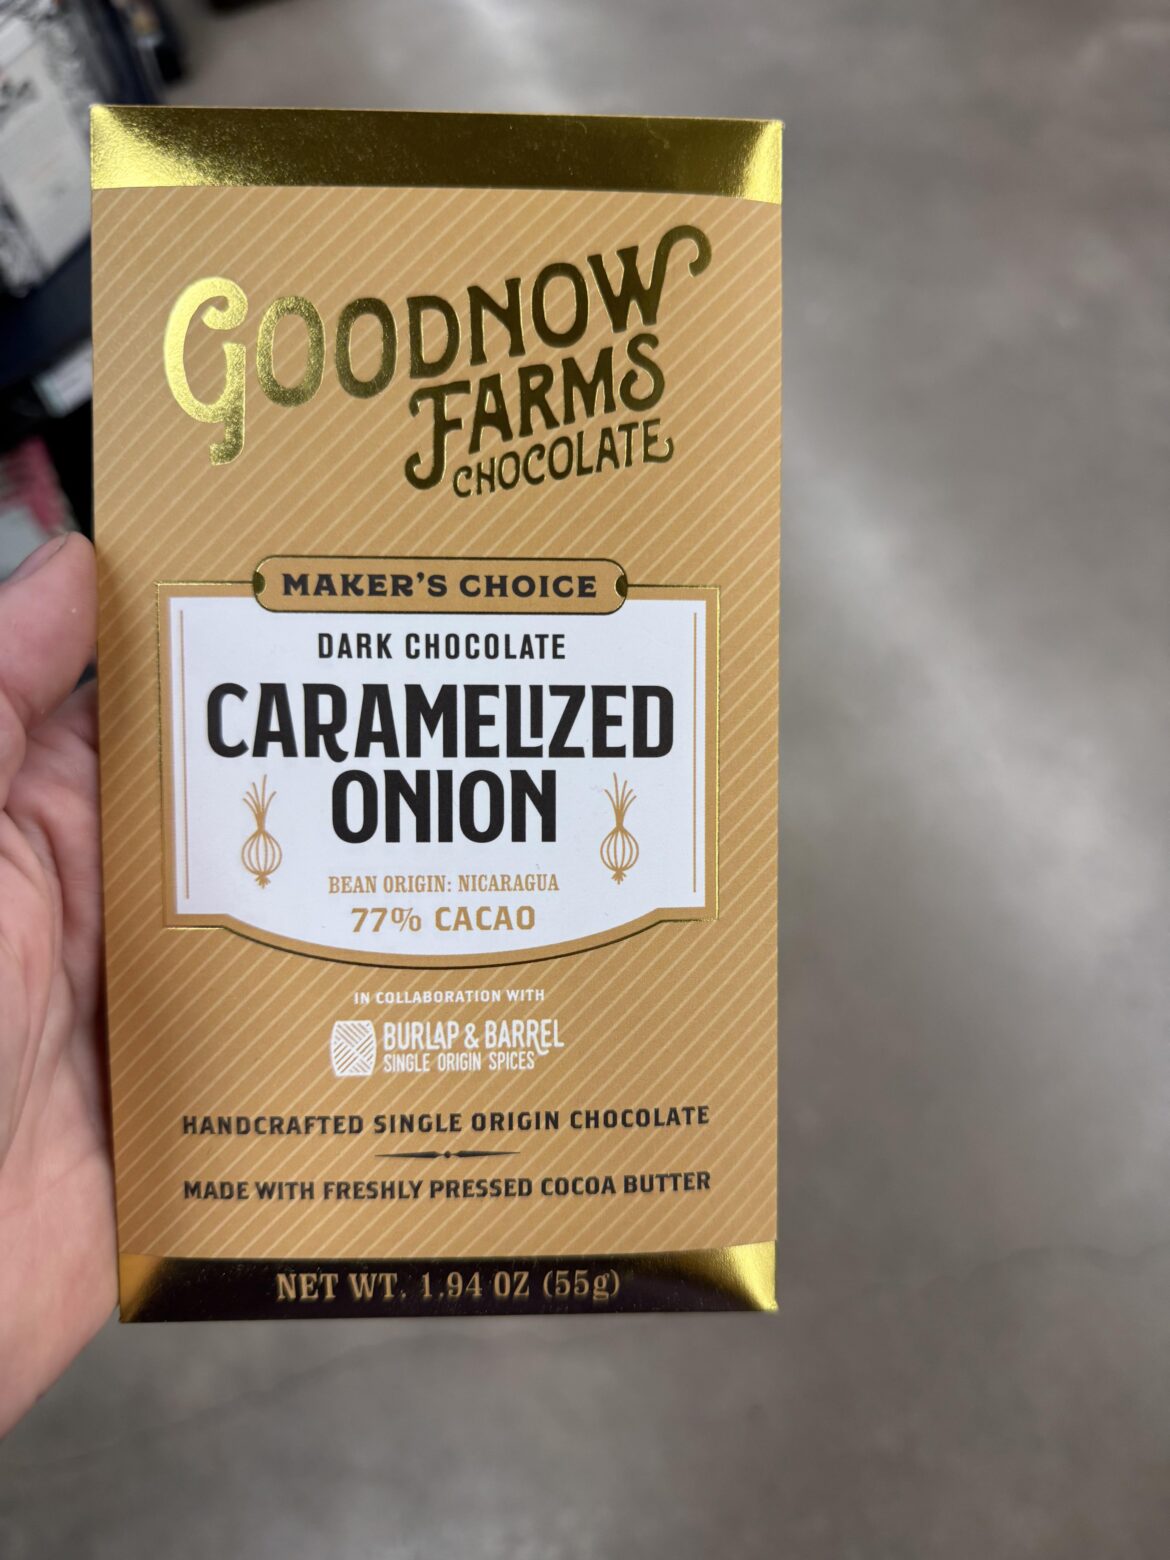 GOODNOW
FARMS
CHOCOLATE
MAKER'S CHOICE
DARK CHOCOLATE
CARAMELIZED
ONION
BEAN ORIGIN: NICARAGUA
77% CACAO
IN COLLABORATION WITH
BURLAP & BARREL
SINGLE ORIGIN SPICES
HANDCRAFTED SINGLE ORIGIN CHOCOLATE
MADE WITH FRESHLY PRESSED COCOA BUTTER
NET WT. 1.94 OZ (55g)